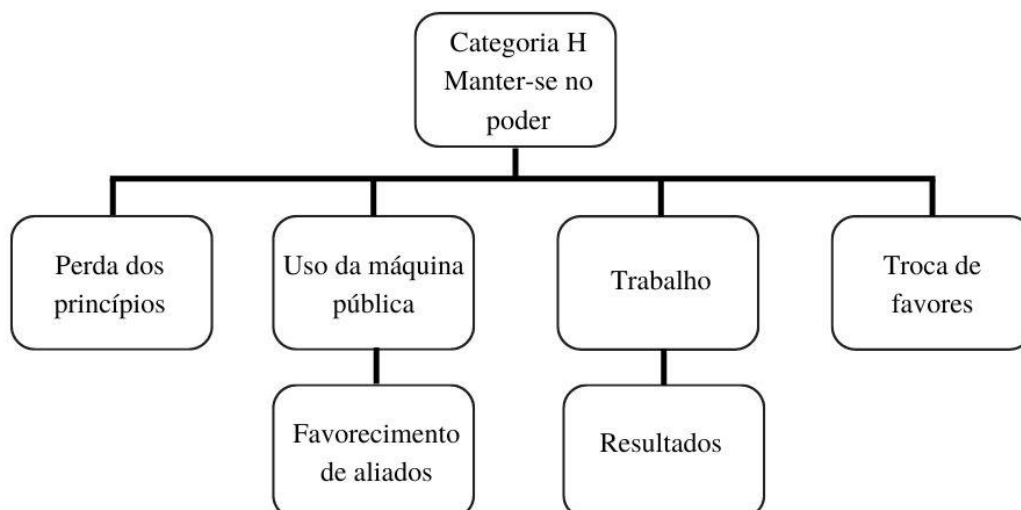 Categoria H
Manter-se no
poder
Perda dos
princípios
Uso da máquina
pública
Trabalho
Troca de
favores
Favorecimento
de aliados
Resultados